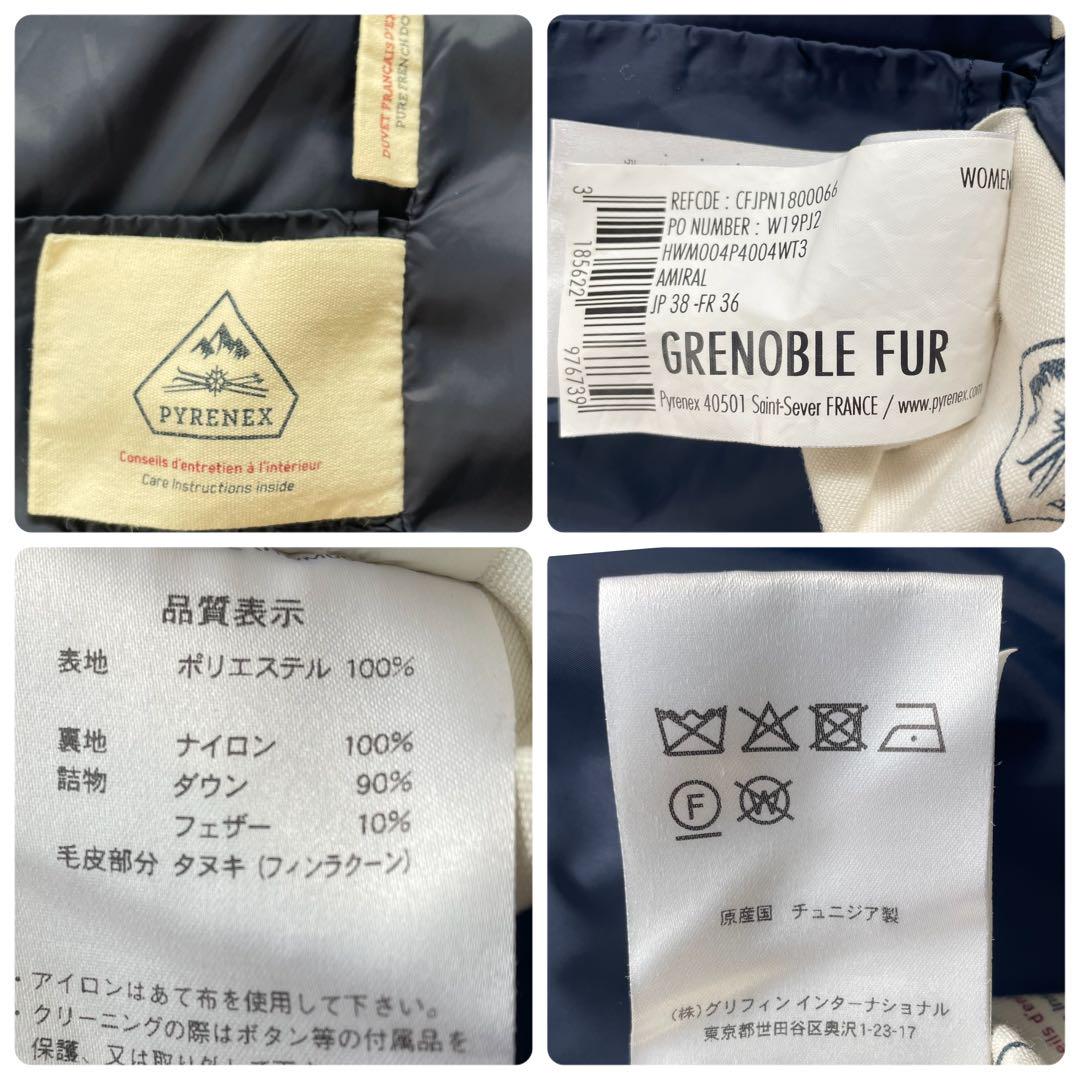 DUVET FRANÇAIS
PURE FRENCH
PYRENEX
Conseils d'entretien à l'intérieur
Care Instructions inside
WOMEN
REFCDE : CFJPN1800066
PO NUMBER : W19PJ2
HWM004P4004WT3
AMIRAL
JP 38 -FR 36
3 185622 976739
GRENOBLE FUR
Pyrenex 40501 Saint-Sever FRANCE / www.pyrenex.com
品質表示
表地 ポリエステル 100%
裏地 ナイロン 100%
詰物 ダウン 90%
フェザー 10%
毛皮部分 タヌキ (フィンラクーン)
・アイロンはあて布を使用して下さい。
・クリーニングの際はボタン等の付属品を
保護、又は取り外して
F
W
原産国 チュニジア製
(株)グリフィン インターナショナル
東京都世田谷区奥沢1-23-17